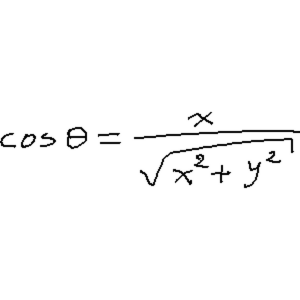 cos θ = x / √(x² + y²)